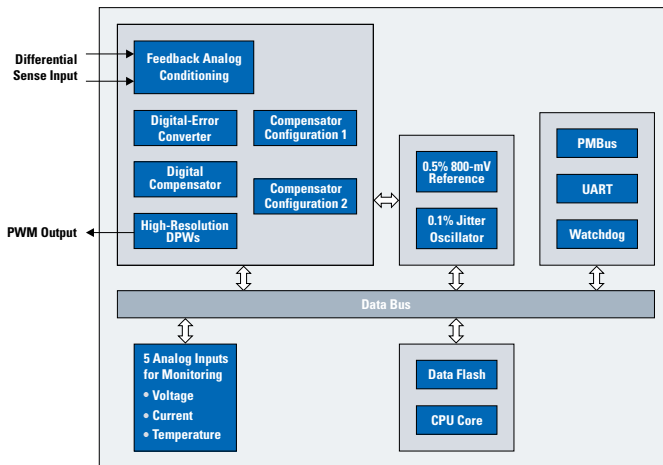 Differential
Sense Input
Feedback Analog
Conditioning
Digital-Error
Converter
Compensator
Configuration 1
Digital
Compensator
Compensator
Configuration 2
PWM Output
High-Resolution
DPWs
0.5% 800-mV
Reference
0.1% Jitter
Oscillator
PMBus
UART
Watchdog
Data Bus
5 Analog Inputs
for Monitoring
• Voltage
• Current
• Temperature
Data Flash
CPU Core